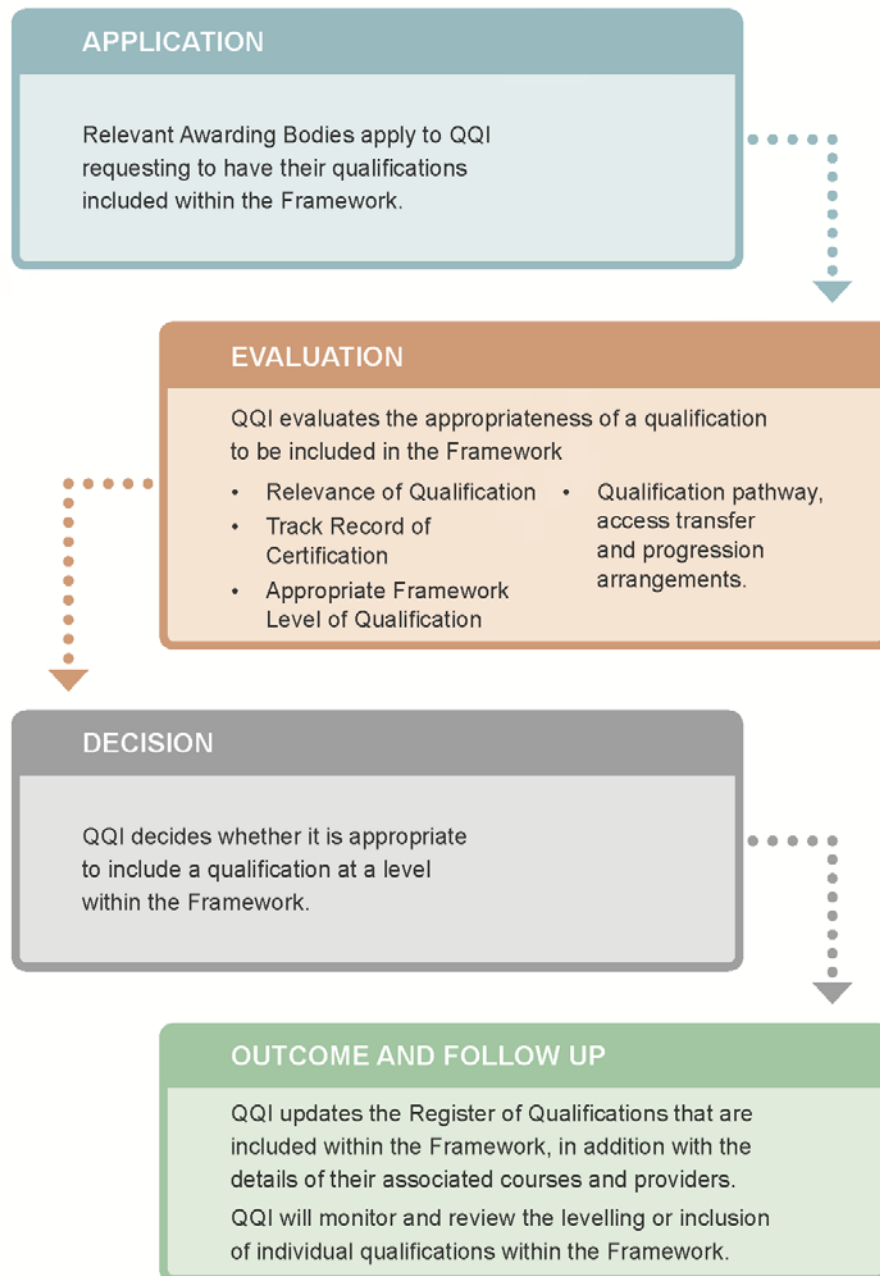 APPLICATION
Relevant Awarding Bodies apply to QQI
requesting to have their qualifications
included within the Framework.
EVALUATION
QQI evaluates the appropriateness of a qualification
to be included in the Framework
• Relevance of Qualification
• Track Record of
Certification
• Appropriate Framework
Level of Qualification
• Qualification pathway,
access transfer
and progression
arrangements.
DECISION
QQI decides whether it is appropriate
to include a qualification at a level
within the Framework.
OUTCOME AND FOLLOW UP
QQI updates the Register of Qualifications that are
included within the Framework, in addition with the
details of their associated courses and providers.
QQI will monitor and review the levelling or inclusion
of individual qualifications within the Framework.